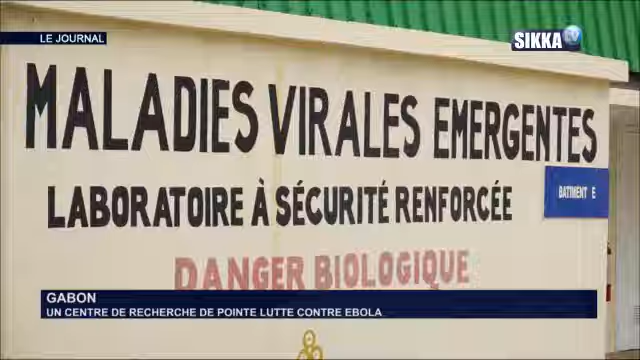 LE JOURNAL
SIKKA TV
MALADIES VIRALES EMERGENTES
LABORATOIRE À SÉCURITÉ RENFORCÉE
BATIMENT E
DANGER BIOLOGIQUE
GABON
UN CENTRE DE RECHERCHE DE POINTE LUTTE CONTRE EBOLA